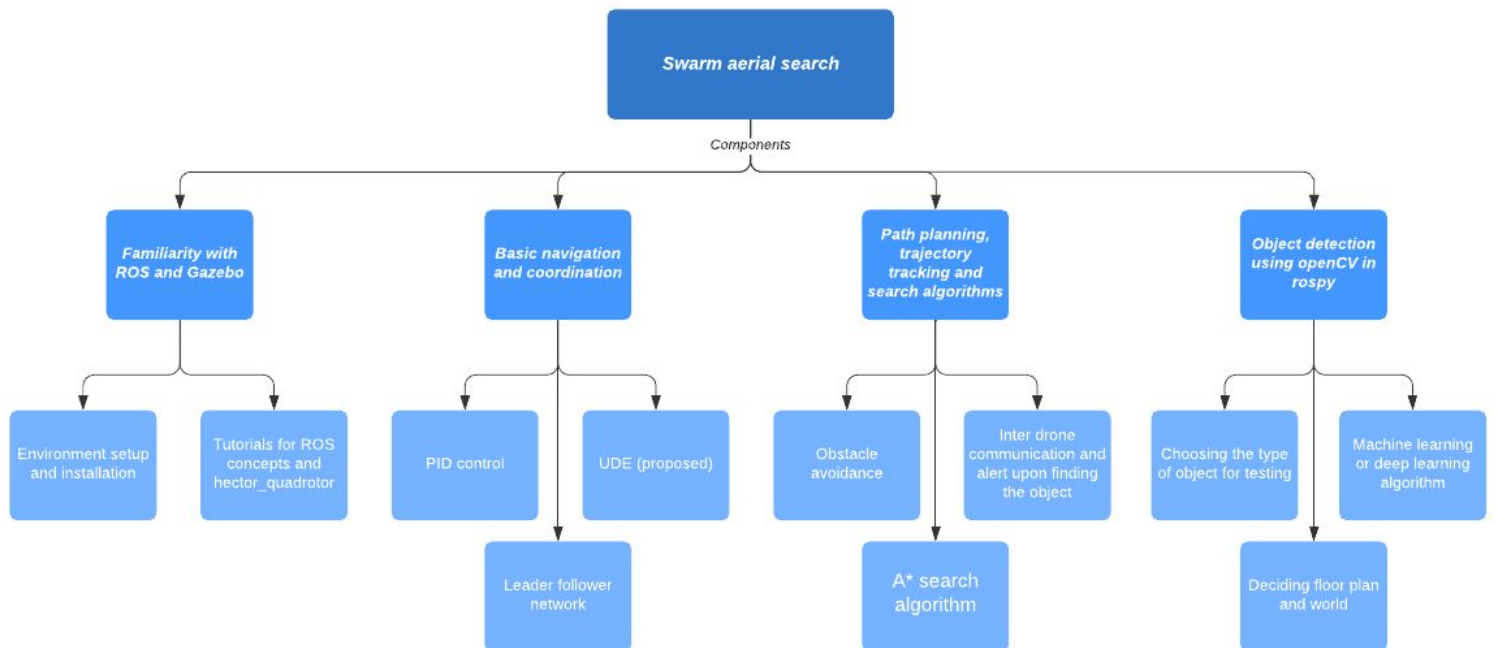 Swarm aerial search
Components
Familiarity with
ROS and Gazebo
Basic navigation
and coordination
Path planning,
trajectory
tracking and
search algorithms
Object detection
using openCV in
rospy
Environment setup
and installation
Tutorials for ROS
concepts and
hector_quadrotor
PID control
UDE (proposed)
Obstacle
avoidance
Inter drone
communication and
alert upon finding
the object
Choosing the type
of object for testing
Machine learning
or deep learning
algorithm
Leader follower
network
A* search
algorithm
Deciding floor plan
and world